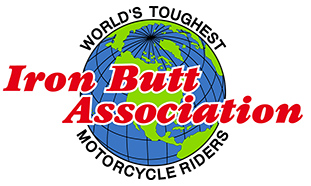 WORLD'S TOUGHEST
Iron Butt
Association
MOTORCYCLE RIDERS